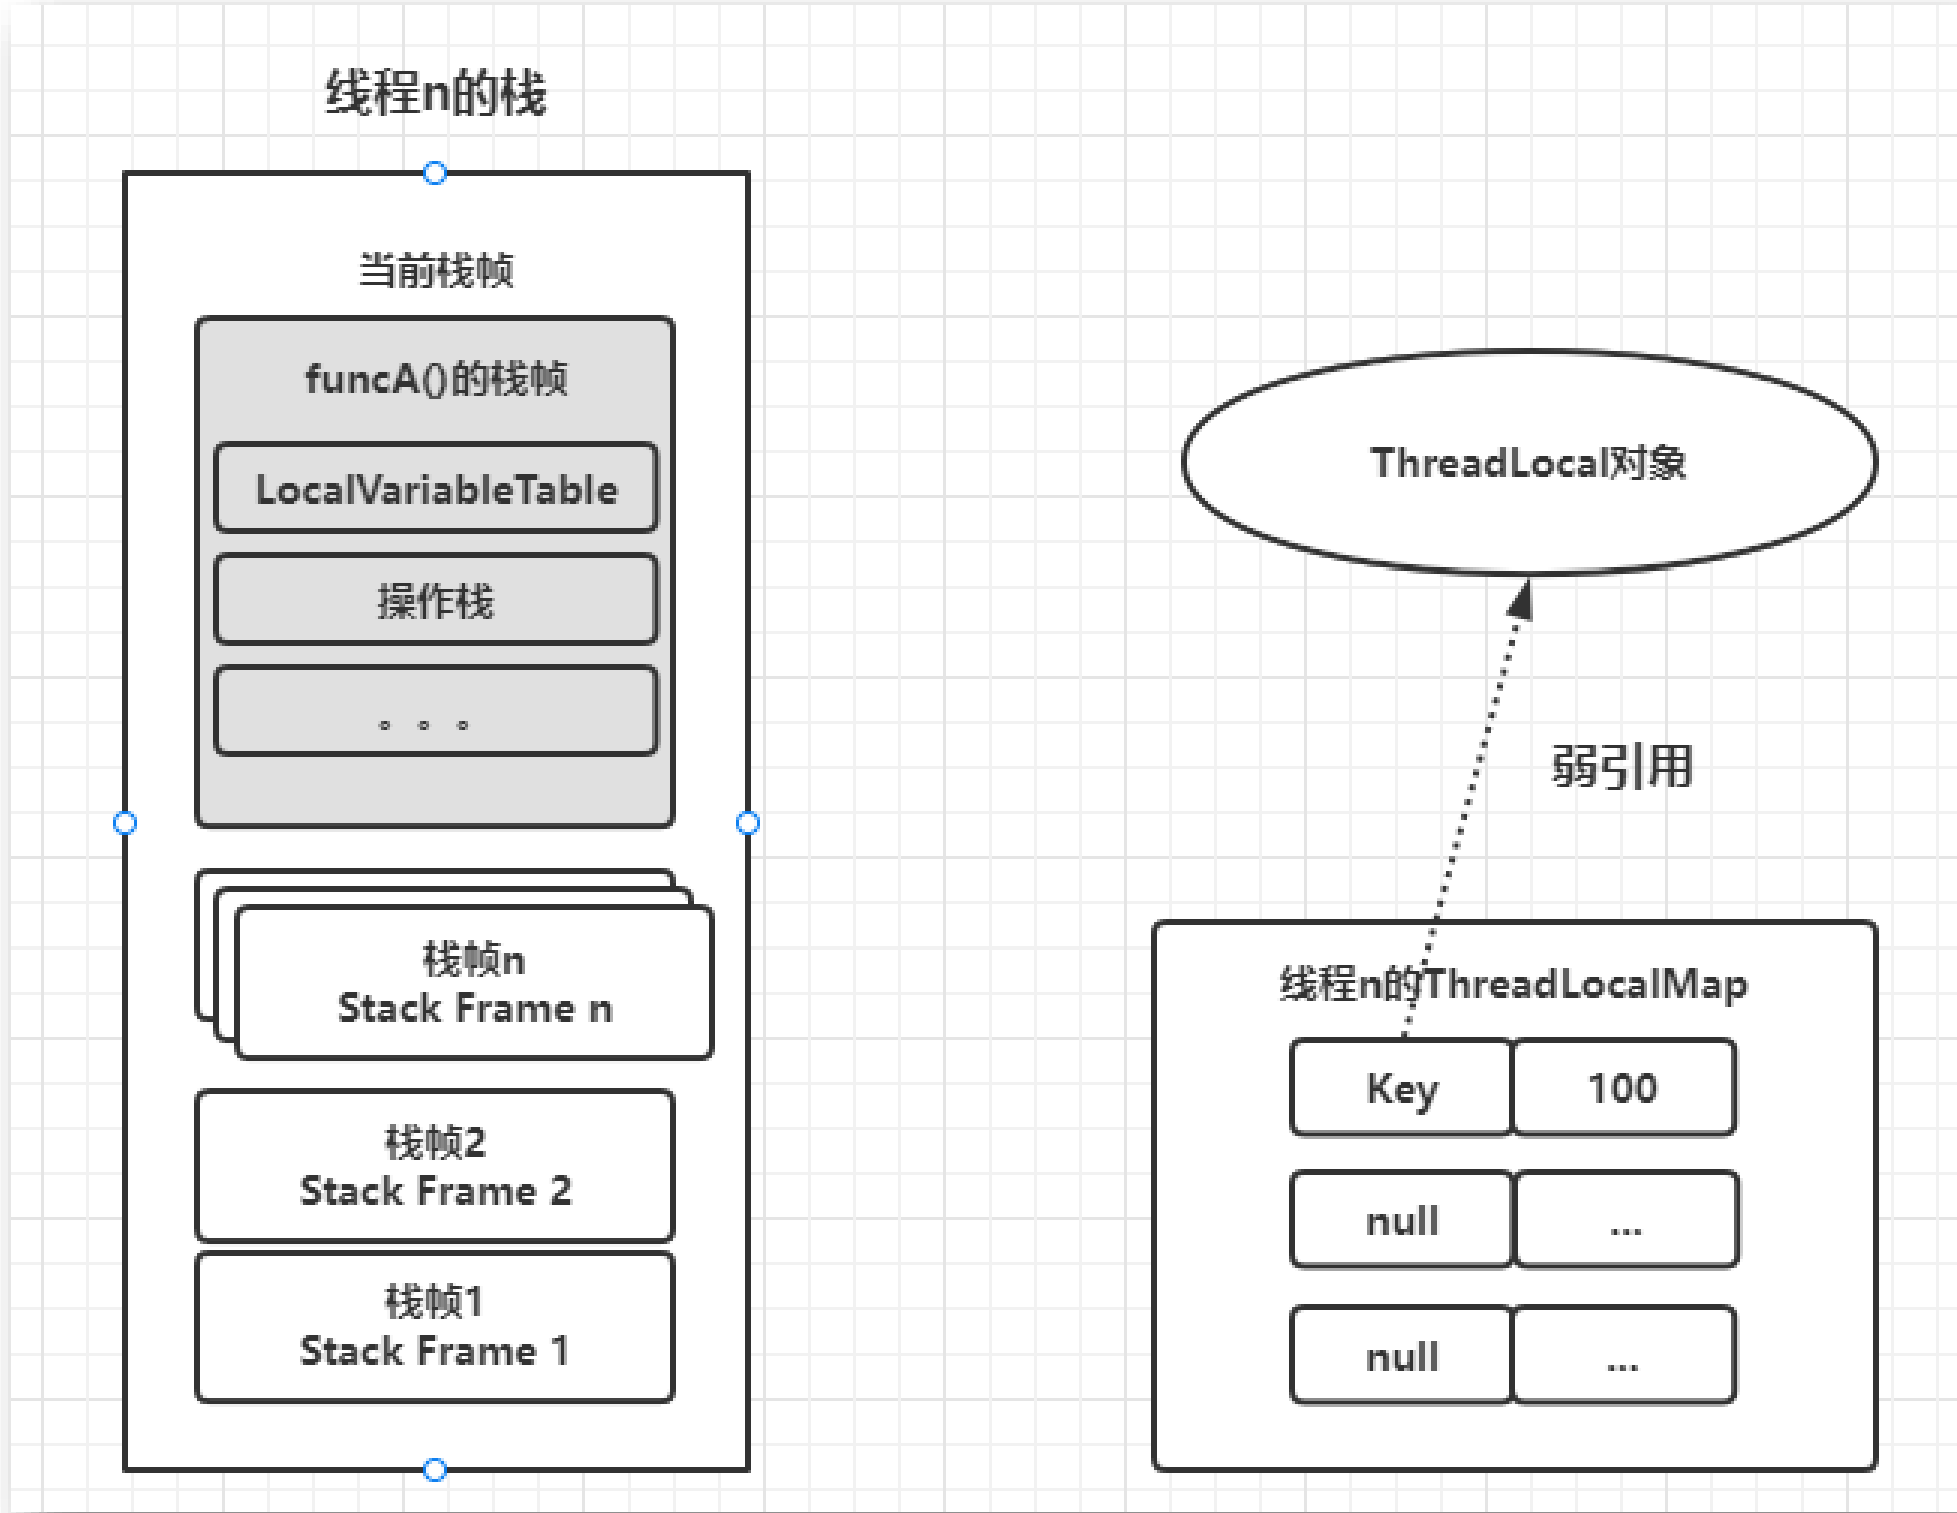 线程n的栈
当前栈帧
funcA()的栈帧
LocalVariableTable
操作栈
。。。
栈帧n
Stack Frame n
栈帧2
Stack Frame 2
栈帧1
Stack Frame 1
ThreadLocal对象
弱引用
线程n的ThreadLocalMap
Key 100
null ...
null ...